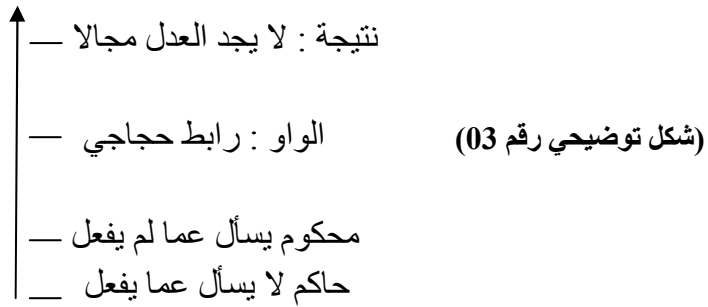 نتيجة : لا يجد العدل مجالا
الواو : رابط حجاجي
(شكل توضيحي رقم 03)
محكوم يسأل عما لم يفعل
حاكم لا يسأل عما يفعل